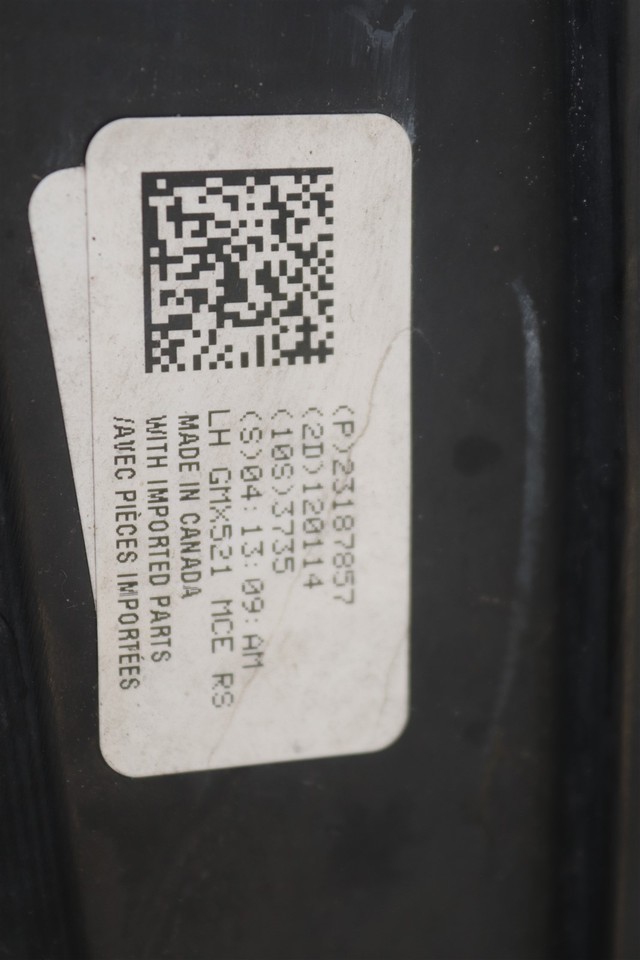 (P)23187857
(2D)120114
(10S)3735
(S)04:13:09:AM
LH GMX521 MCE RS
MADE IN CANADA
WITH IMPORTED PARTS
/AVEC PIÈCES IMPORTÉES